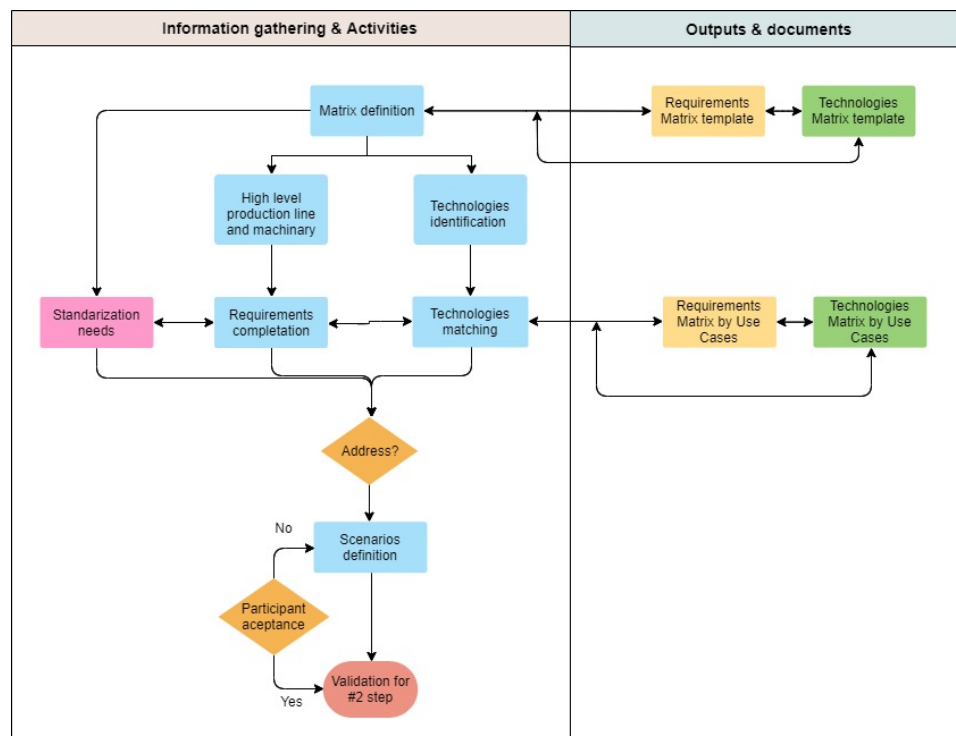 Information gathering & Activities
Outputs & documents
Matrix definition
Requirements
Matrix template
Technologies
Matrix template
High level
production line
and machinary
Technologies
identification
Standarization
needs
Requirements
completation
Technologies
matching
Requirements
Matrix by Use
Cases
Technologies
Matrix by Use
Cases
Address?
No
Scenarios
definition
Participant
aceptance
Yes
Validation for
#2 step